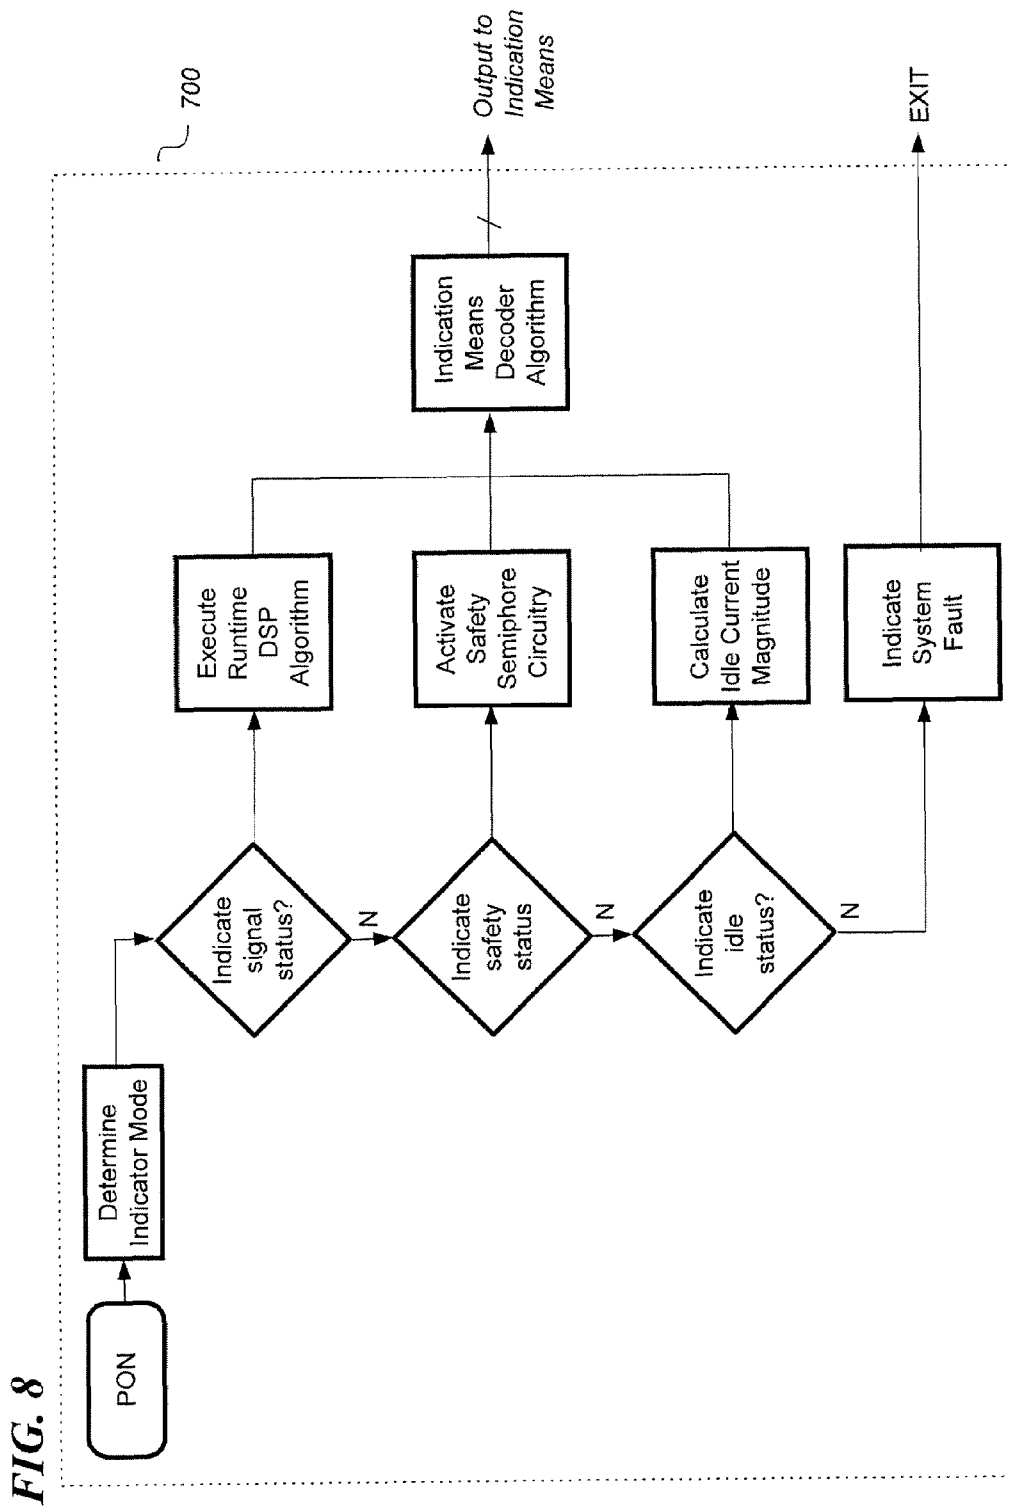 FIG. 8
700
PON
Determine
Indicator Mode
Indicate
signal
status?
N
Execute
Runtime
DSP
Algorithm
Indicate
safety
status
N
Activate
Safety
Semiphore
Circuitry
Indicate
idle
status?
N
Calculate
Idle Current
Magnitude
Indicate
System
Fault
Indication
Means
Decoder
Algorithm
Output to
Indication
Means
EXIT